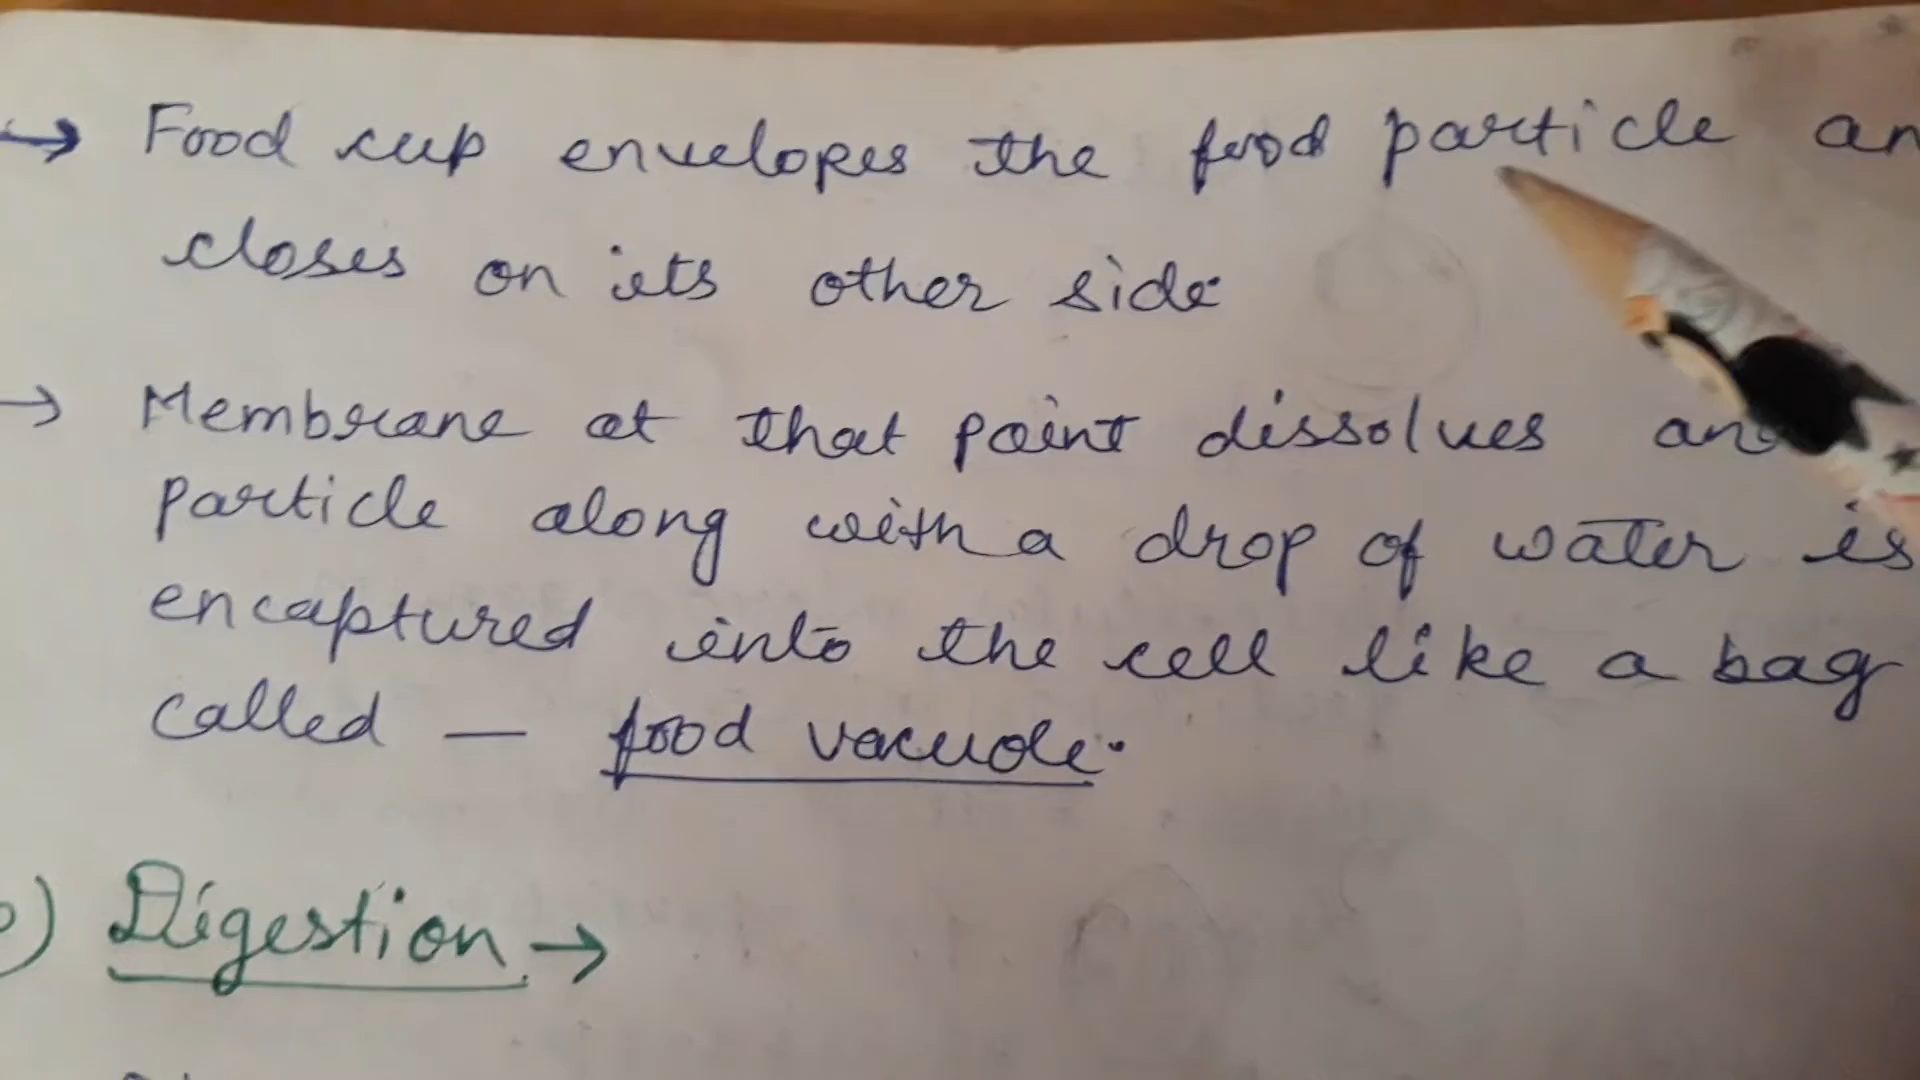 → Food cup envelopes the food particle an
closes on its other side
→ Membrane at that point dissolves and
particle along with a drop of water is
encaptured into the cell like a bag
called — food vacuole.
) Digestion →